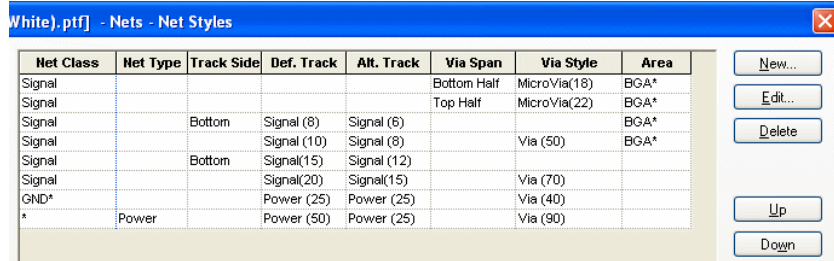 White).ptf] - Nets - Net Styles
Net Class Net Type Track Side Def. Track Alt. Track Via Span Via Style Area
Signal Bottom Half MicroVia(18) BGA*
Signal Top Half MicroVia(22) BGA*
Signal Bottom Signal (8) Signal (6) BGA*
Signal Signal (10) Signal (8) Via (50) BGA*
Signal Bottom Signal(15) Signal (12)
Signal Signal(20) Signal(15) Via (70)
GND* Power (25) Power (25) Via (40)
* Power Power (50) Power (25) Via (90)
New...
Edit...
Delete
Up
Down